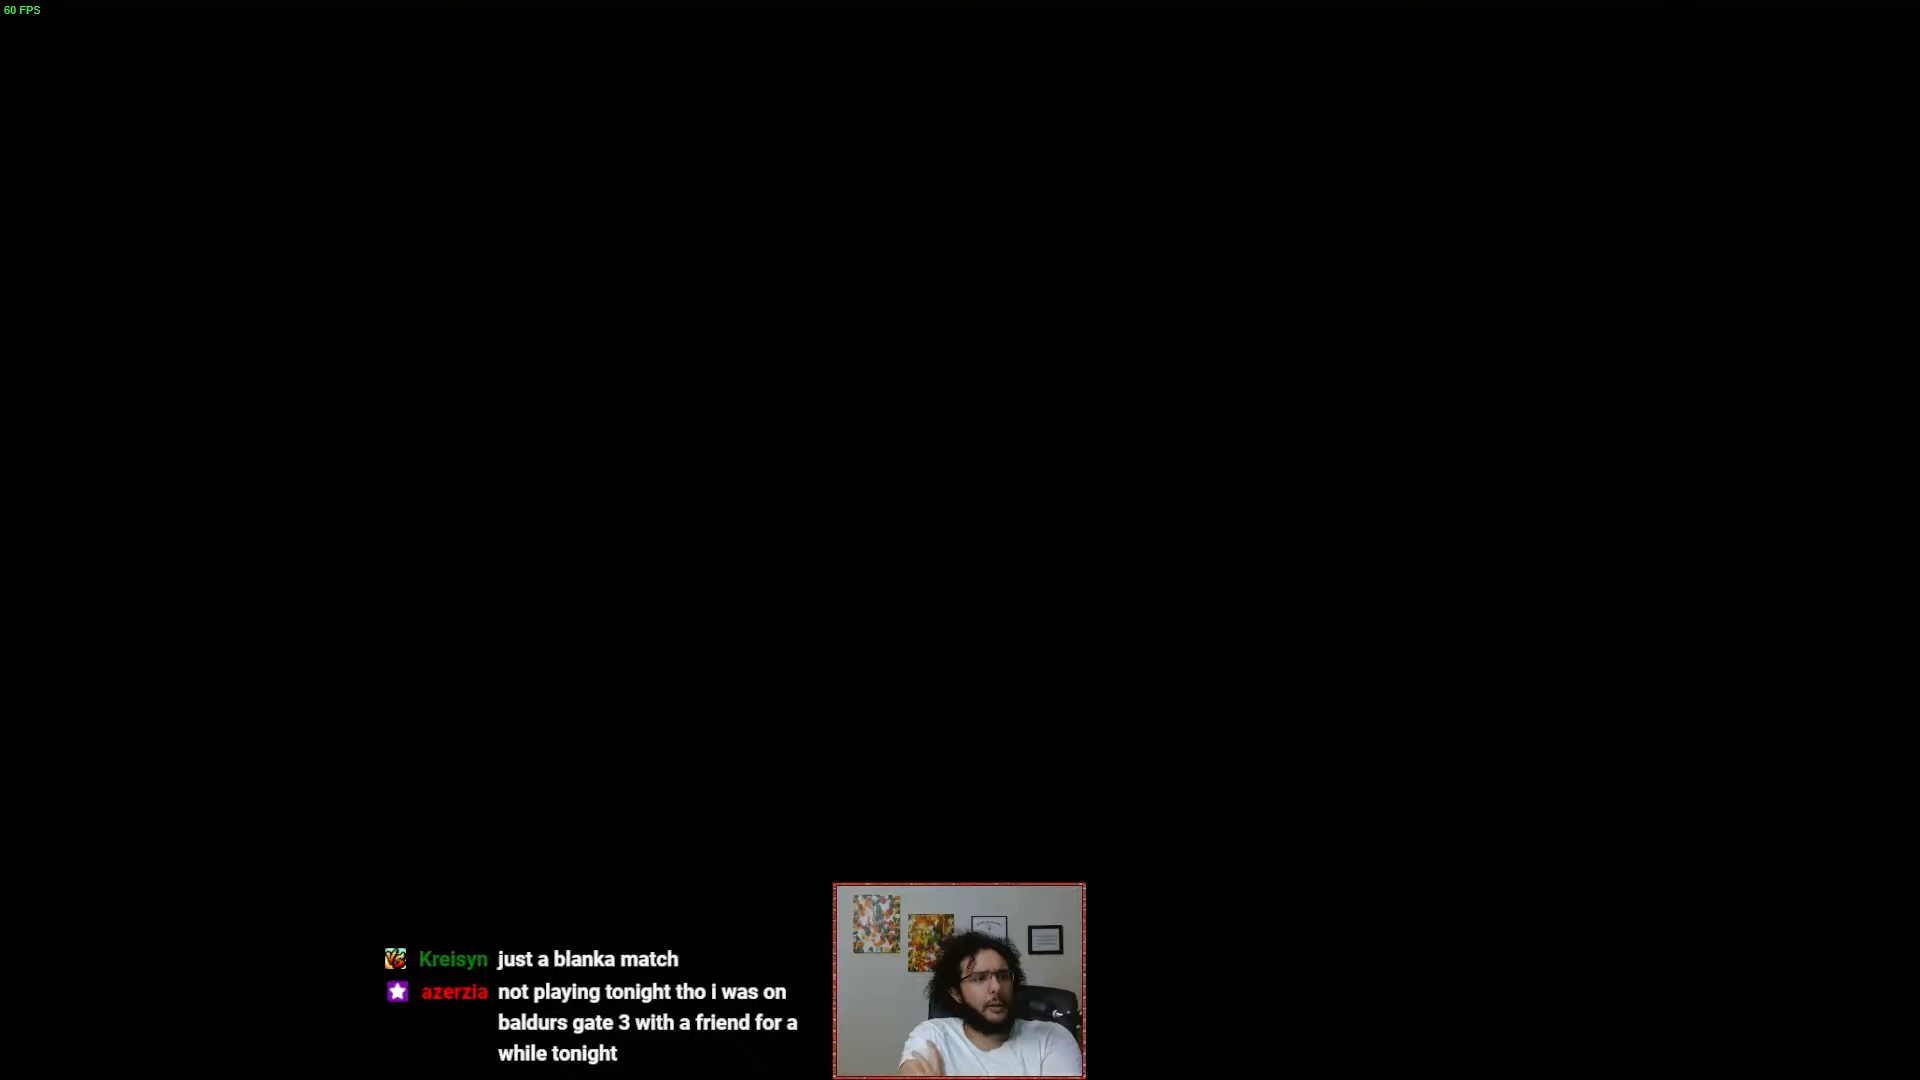 60 FPS
Kreisyn just a blanka match
azerzia not playing tonight tho i was on
baldurs gate 3 with a friend for a
while tonight